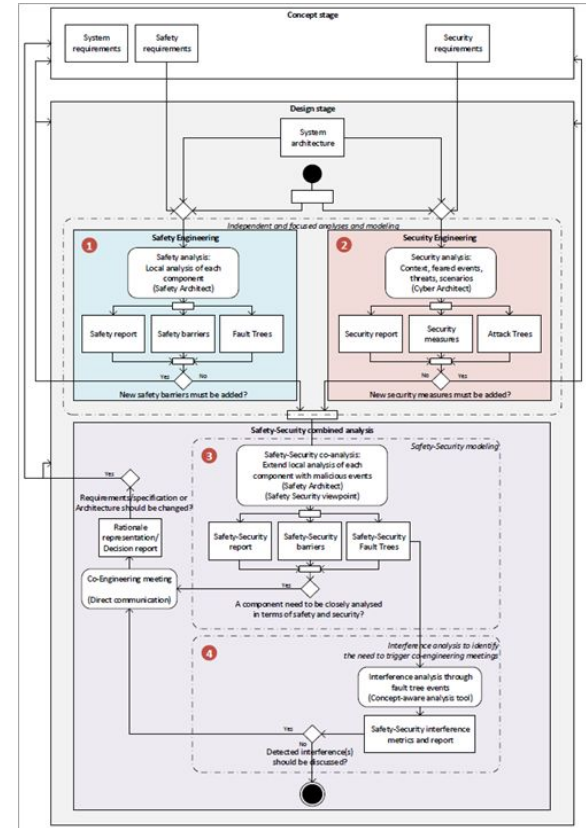 Concept stage
System
requirements
Safety
requirements
Security
requirements
Design stage
System
architecture
Independent and focused analyses and modeling
1
Safety Engineering
Safety analysis:
Local analysis of each
component
(Safety Architect)
Safety report
Safety barriers
Fault Trees
Yes
No
New safety barriers must be added?
2
Security Engineering
Security analysis:
Context, feared events,
threats, scenarios
(Cyber Architect)
Security report
Security
measures
Attack Trees
No
Yes
New security measures must be added?
Safety-Security combined analysis
3
Safety-Security modeling
Safety-Security co-analysis:
Extend local analysis of each
component with malicious events
(Safety Architect)
(Safety Security viewpoint)
Safety-Security
report
Safety-Security
barriers
Safety-Security
Fault Trees
Yes
A component need to be closely analysed
in terms of safety and security?
Yes
Requirements/specification or
Architecture should be changed?
Rationale
representation/
Decision report
Co-Engineering meeting
(Direct communication)
4
Interference analysis to identify
the need to trigger co-engineering meetings
Interference analysis through
fault tree events
(Concept-aware analysis tool)
Safety-Security interference
metrics and report
Yes
No
Detected interference(s)
should be discussed?